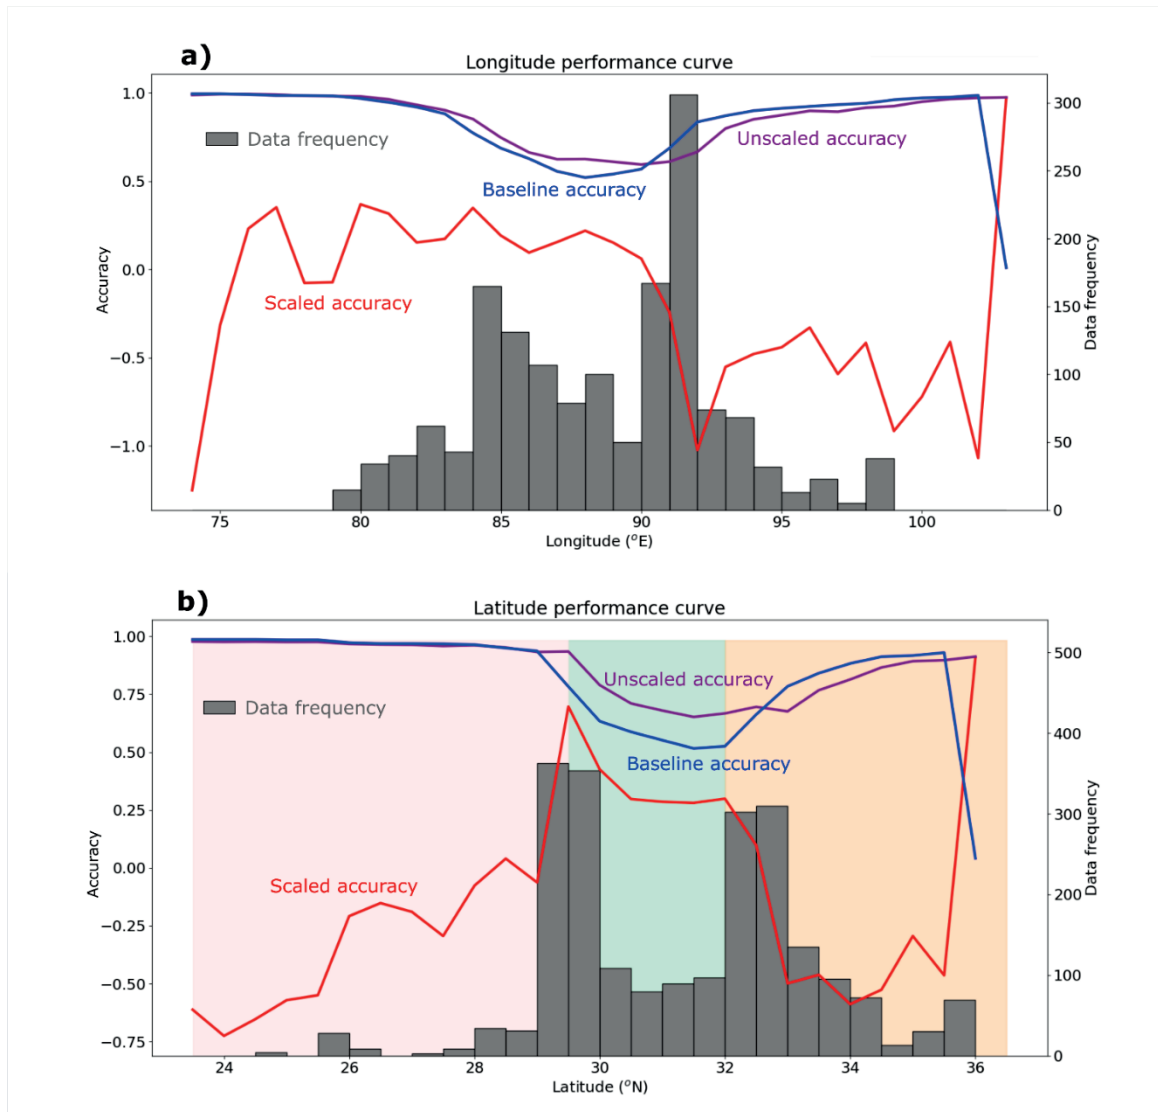 a)
Longitude performance curve
1.0
0.5
0.0
−0.5
−1.0
Accuracy
Data frequency
Unscaled accuracy
Baseline accuracy
Scaled accuracy
300
250
200
150
100
50
0
Data frequency
75 80 85 90 95 100
Longitude (°E)
b)
Latitude performance curve
1.00
0.75
0.50
0.25
0.00
−0.25
−0.50
−0.75
Accuracy
Unscaled accuracy
Data frequency
Baseline accuracy
Scaled accuracy
500
400
300
200
100
0
Data frequency
24 26 28 30 32 34 36
Latitude (°N)